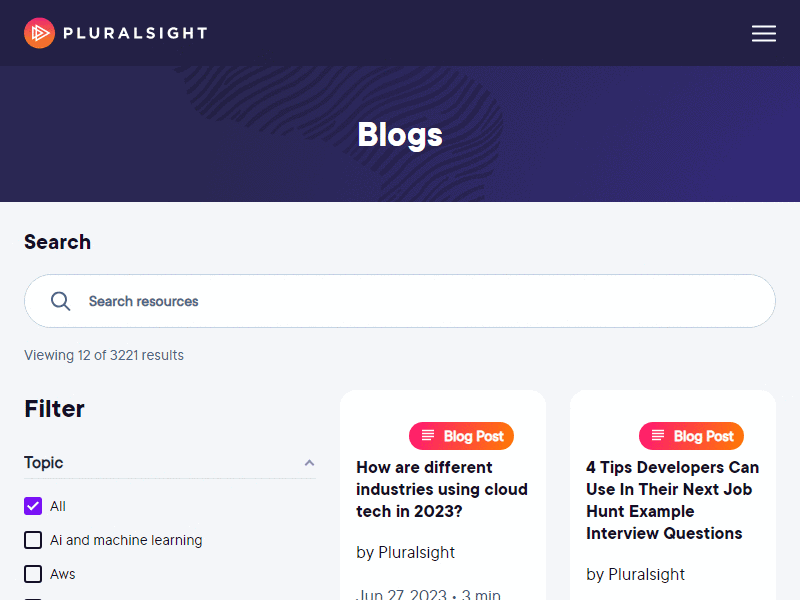 PLURALSIGHT
Blogs
Search
Search resources
Viewing 12 of 3221 results
Filter
Topic
All
Ai and machine learning
Aws
Blog Post
How are different
industries using cloud
tech in 2023?
by Pluralsight
Jun 27, 2023 • 3 min
Blog Post
4 Tips Developers Can
Use In Their Next Job
Hunt Example
Interview Questions
by Pluralsight